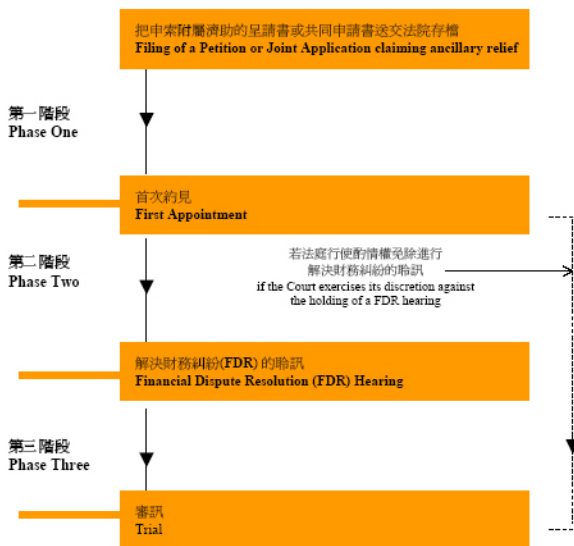 把申索附屬濟助的呈請書或共同申請書送交法院存檔
Filing of a Petition or Joint Application claiming ancillary relief
第一階段
Phase One
首次約見
First Appointment
第二階段
Phase Two
若法庭行使酌情權免除進行
解決財務糾紛的聆訊
if the Court exercises its discretion against
the holding of a FDR hearing
解決財務糾紛(FDR) 的聆訊
Financial Dispute Resolution (FDR) Hearing
第三階段
Phase Three
審訊
Trial